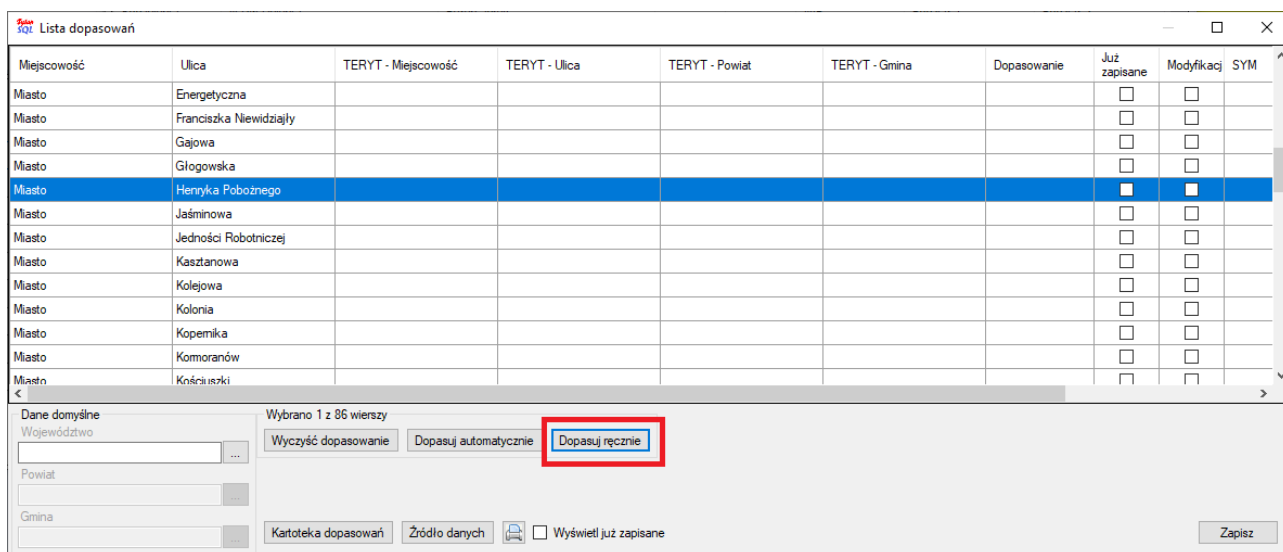 Lista dopasowań
Miejscowość Ulica TERYT - Miejscowość TERYT - Ulica TERYT - Powiat TERYT - Gmina Dopasowanie Już zapisane Modyfikacj SYM
Miasto Energetyczna
Miasto Franciszka Niewidziajły
Miasto Gajowa
Miasto Głogowska
Miasto Henryka Pobożnego
Miasto Jaśminowa
Miasto Jedności Robotniczej
Miasto Kasztanowa
Miasto Kolejowa
Miasto Kolonia
Miasto Kopernika
Miasto Kormoranów
Miasto Kościuszki
Dane domyślne Wybrano 1 z 86 wierszy
Województwo
Wyczyść dopasowanie Dopasuj automatycznie Dopasuj ręcznie
...
Powiat
...
Gmina
...
Kartoteka dopasowań Źródło danych Wyświetl już zapisane Zapisz